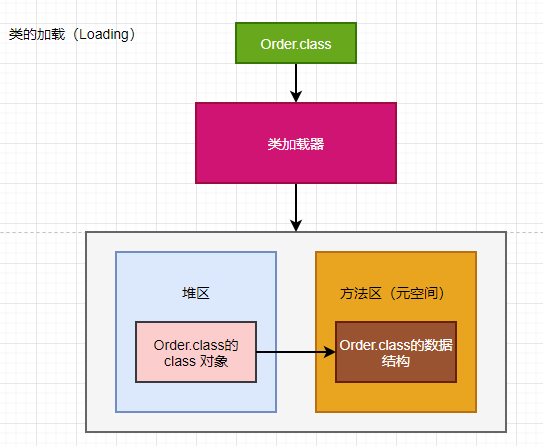 类的加载（Loading）
Order.class
类加载器
堆区
方法区（元空间）
Order.class的
class 对象
Order.class的数据
结构